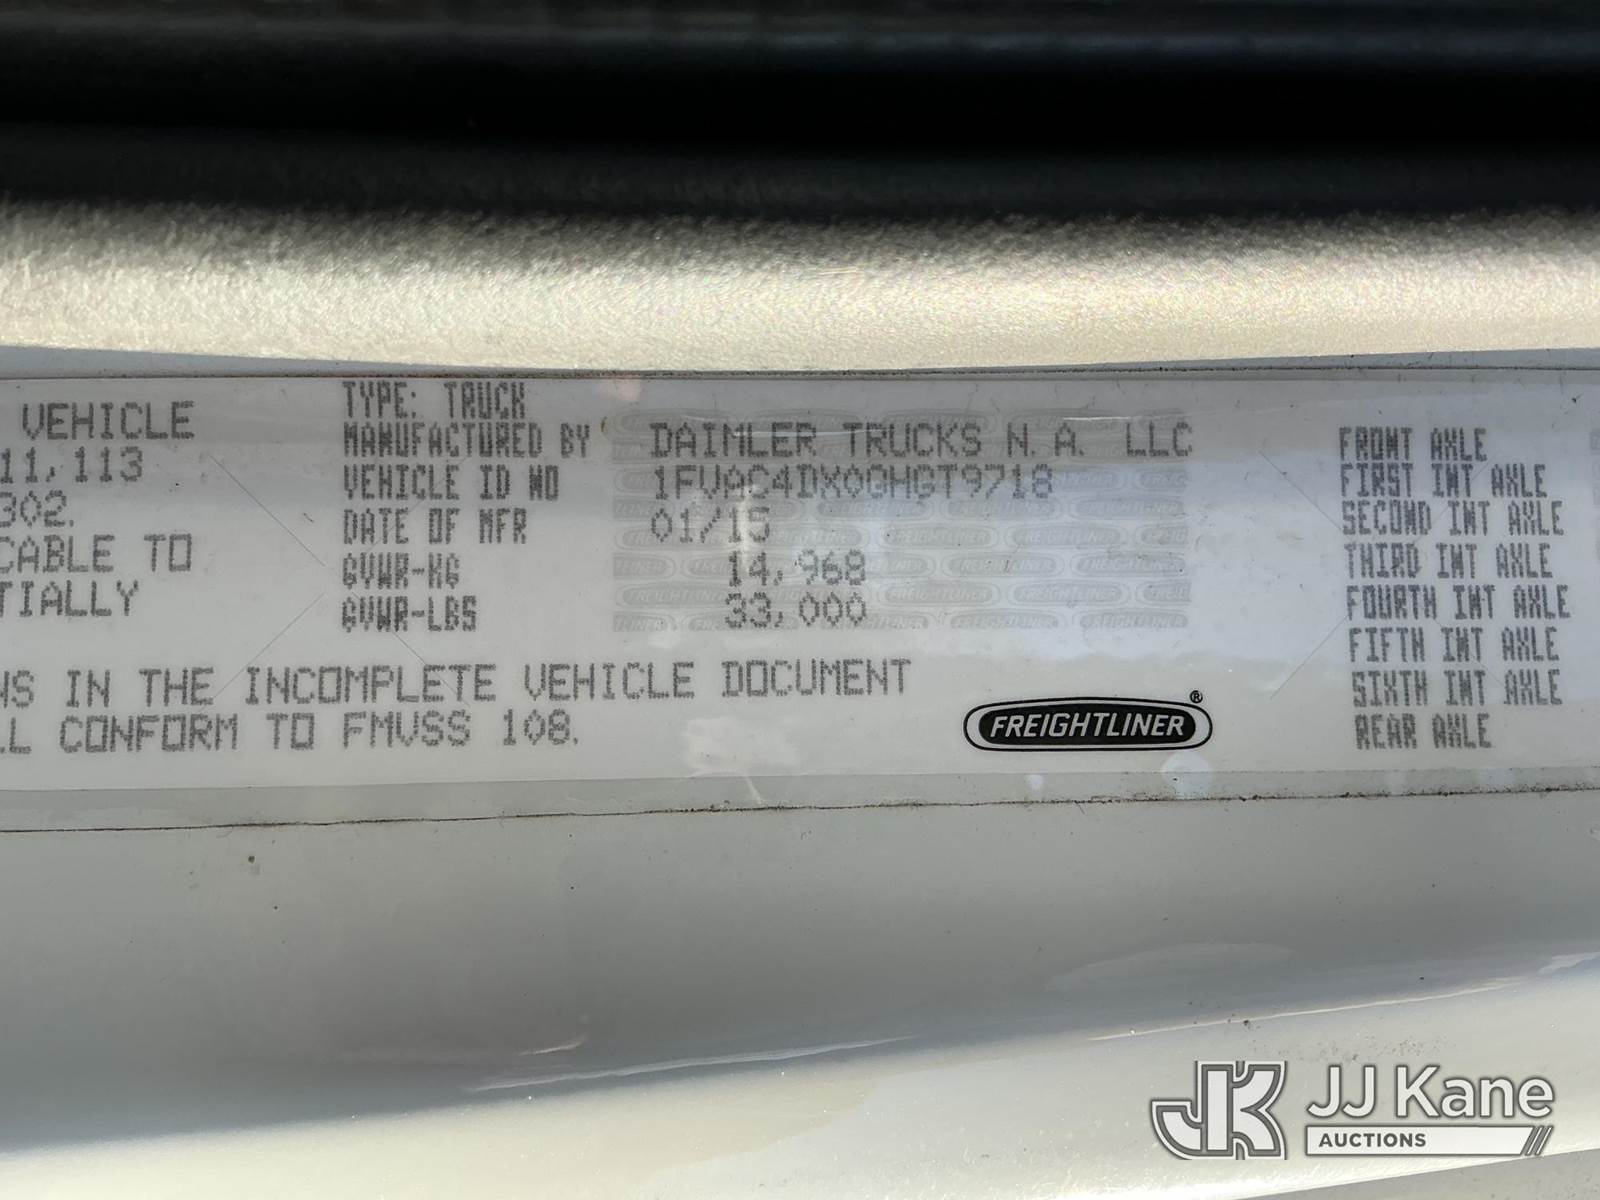 VEHICLE
11,113
302.
CABLE TO
TIALLY
NS IN THE INCOMPLETE VEHICLE DOCUMENT
LL CONFORM TO FMVSS 108.
TYPE: TRUCK
MANUFACTURED BY DAIMLER TRUCKS N. A. LLC
VEHICLE ID NO 1FVAC4DX0GHGT9718
DATE OF MFR 01/15
GVWR-KG 14,968
GVWR-LBS 33,000
FREIGHTLINER®
FRONT AXLE
FIRST INT AXLE
SECOND INT AXLE
THIRD INT AXLE
FOURTH INT AXLE
FIFTH INT AXLE
SIXTH INT AXLE
REAR AXLE
JK JJ Kane
AUCTIONS